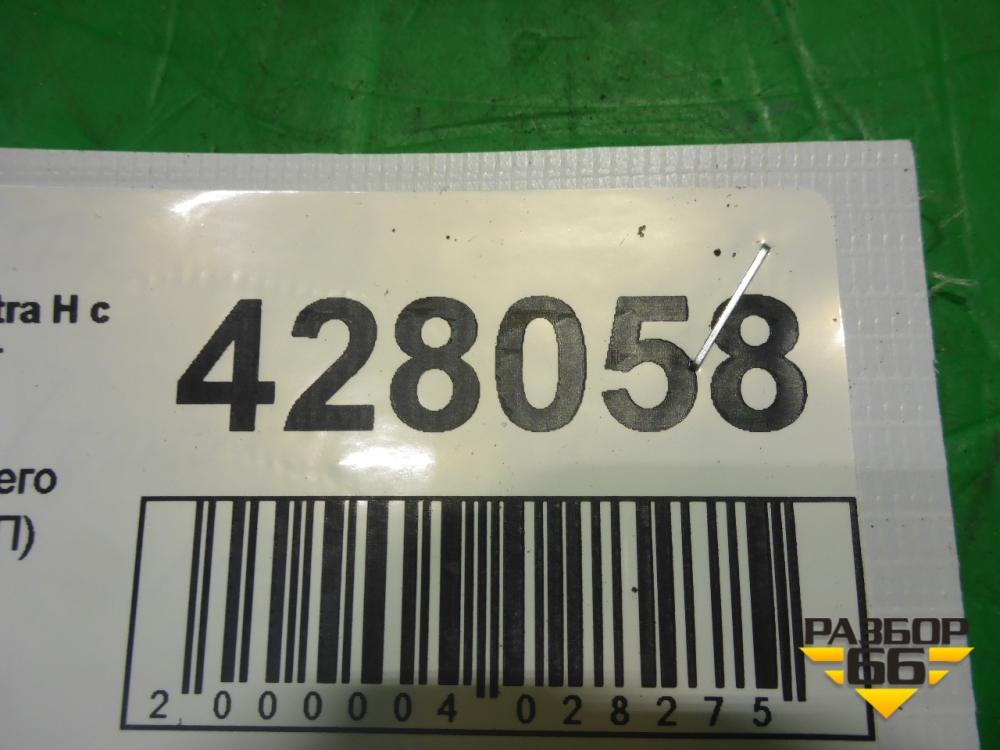 tra H с
428058
его
П)
2 000004 028275
РАЗБОР
66